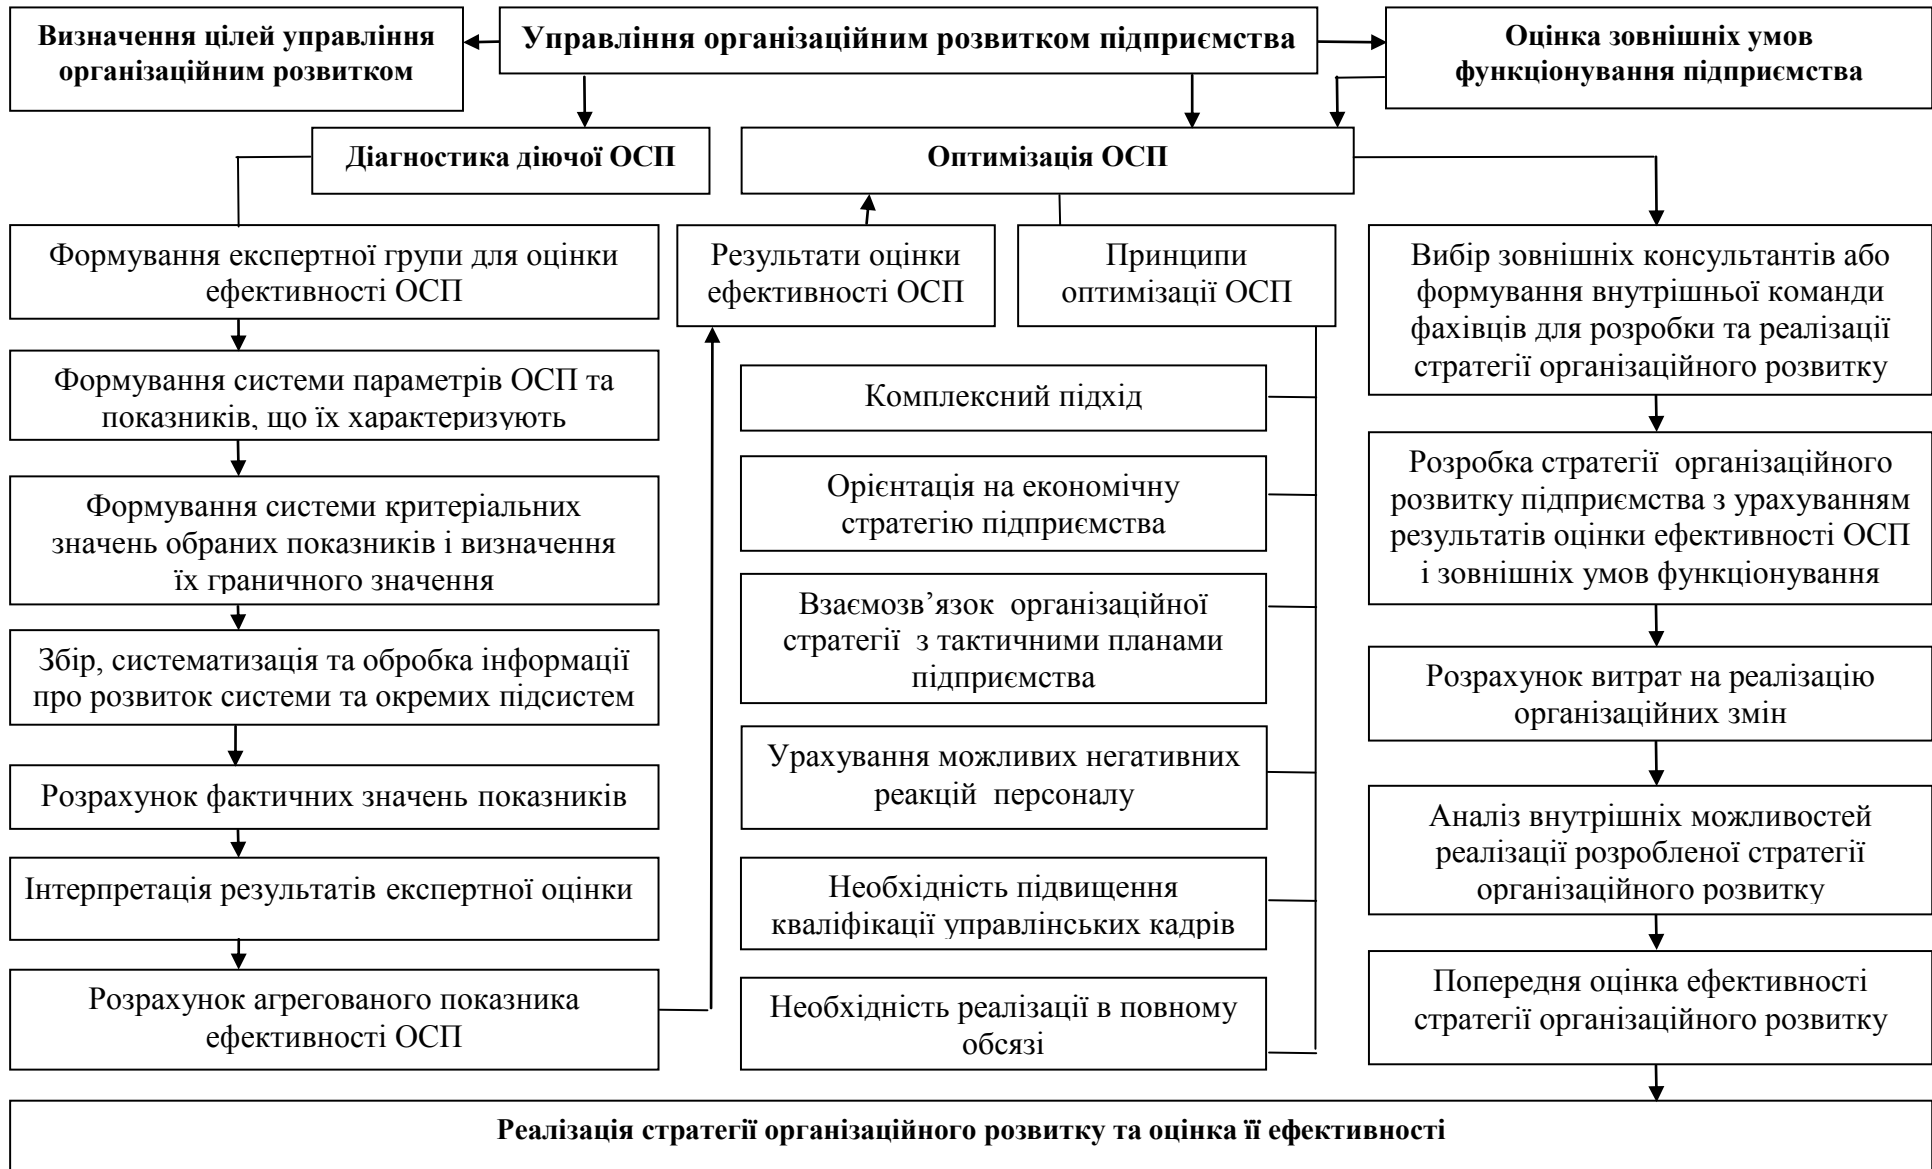 Визначення цілей управління
організаційним розвитком
Управління організаційним розвитком підприємства
Оцінка зовнішніх умов
функціонування підприємства
Діагностика діючої ОСП
Оптимізація ОСП
Формування експертної групи для оцінки
ефективності ОСП
Формування системи параметрів ОСП та
показників, що їх характеризують
Формування системи критеріальних
значень обраних показників і визначення
їх граничного значення
Збір, систематизація та обробка інформації
про розвиток системи та окремих підсистем
Розрахунок фактичних значень показників
Інтерпретація результатів експертної оцінки
Розрахунок агрегованого показника
ефективності ОСП
Результати оцінки
ефективності ОСП
Принципи
оптимізації ОСП
Комплексний підхід
Орієнтація на економічну
стратегію підприємства
Взаємозв’язок організаційної
стратегії з тактичними планами
підприємства
Урахування можливих негативних
реакцій персоналу
Необхідність підвищення
кваліфікації управлінських кадрів
Необхідність реалізації в повному
обсязі
Вибір зовнішніх консультантів або
формування внутрішньої команди
фахівців для розробки та реалізації
стратегії організаційного розвитку
Розробка стратегії організаційного
розвитку підприємства з урахуванням
результатів оцінки ефективності ОСП
і зовнішніх умов функціонування
Розрахунок витрат на реалізацію
організаційних змін
Аналіз внутрішніх можливостей
реалізації розробленої стратегії
організаційного розвитку
Попередня оцінка ефективності
стратегії організаційного розвитку
Реалізація стратегії організаційного розвитку та оцінка її ефективності